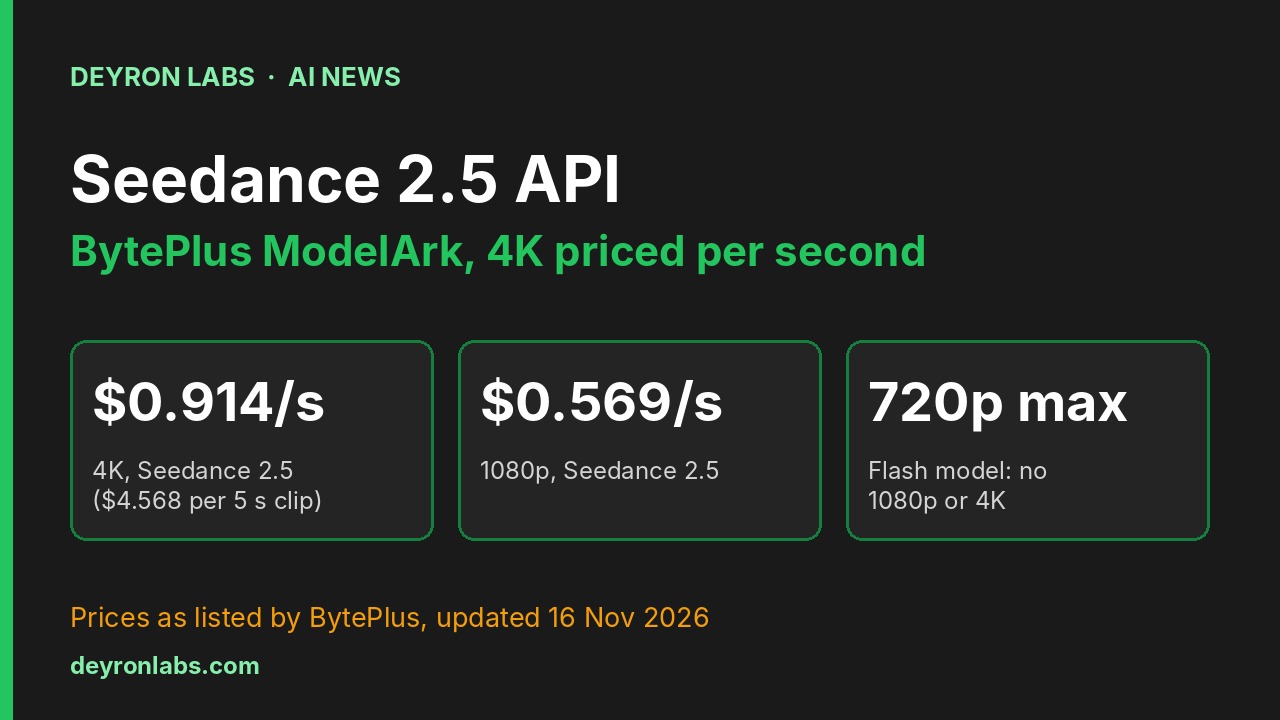 DEYRON LABS · AI NEWS
Seedance 2.5 API
BytePlus ModelArk, 4K priced per second
$0.914/s
4K, Seedance 2.5
($4.568 per 5 s clip)
$0.569/s
1080p, Seedance 2.5
720p max
Flash model: no
1080p or 4K
Prices as listed by BytePlus, updated 16 Nov 2026
deyronlabs.com